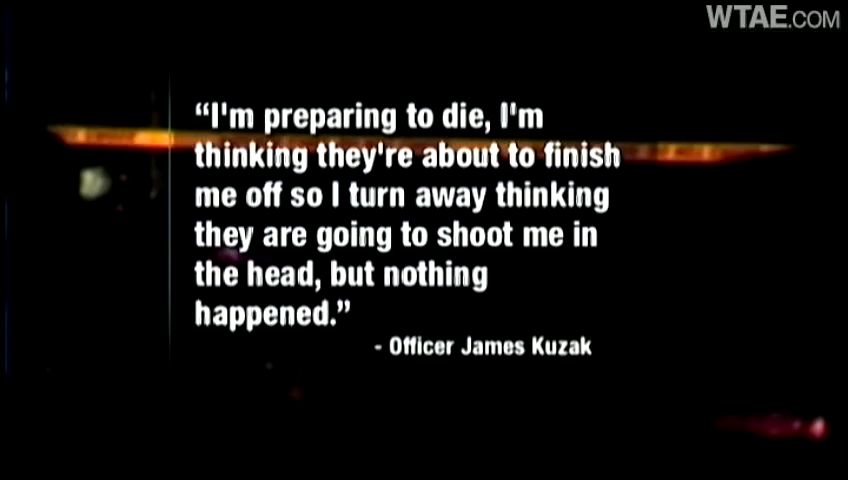 WTAE.COM
“I'm preparing to die, I'm
thinking they're about to finish
me off so I turn away thinking
they are going to shoot me in
the head, but nothing
happened.”
- Officer James Kuzak